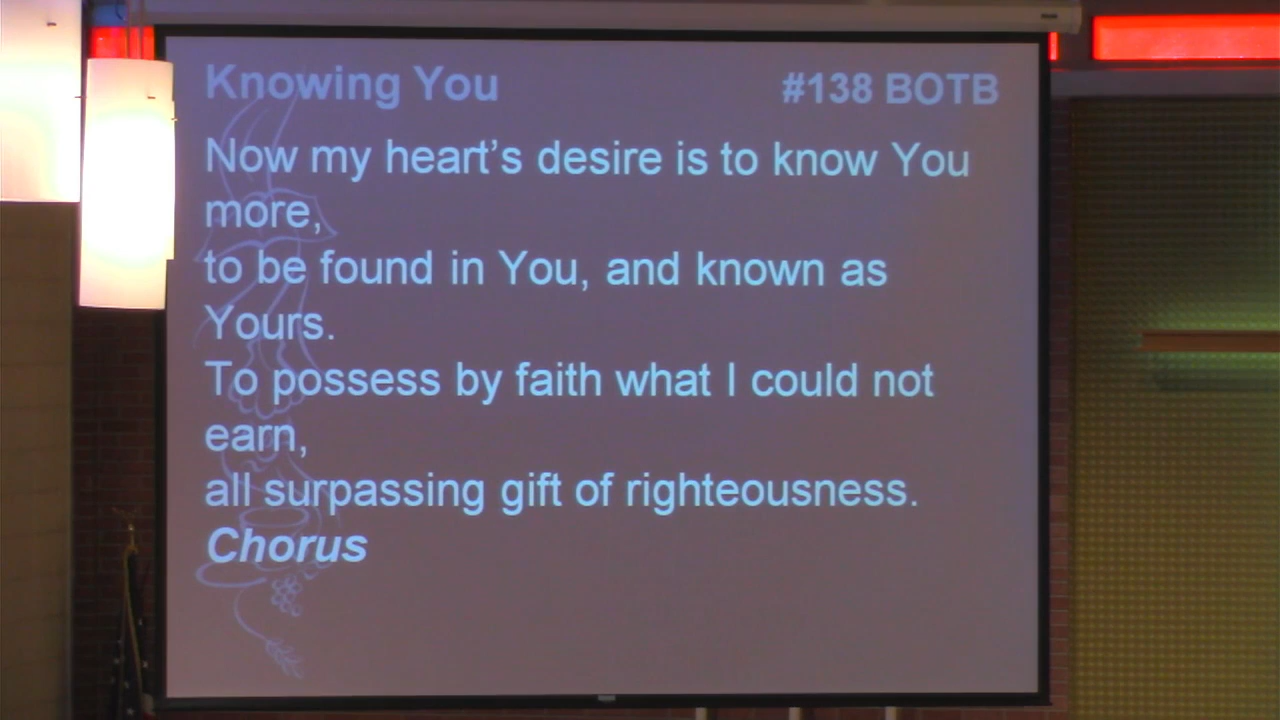 Knowing You #138 BOTB
Now my heart’s desire is to know You
more,
to be found in You, and known as
Yours.
To possess by faith what I could not
earn,
all surpassing gift of righteousness.
Chorus